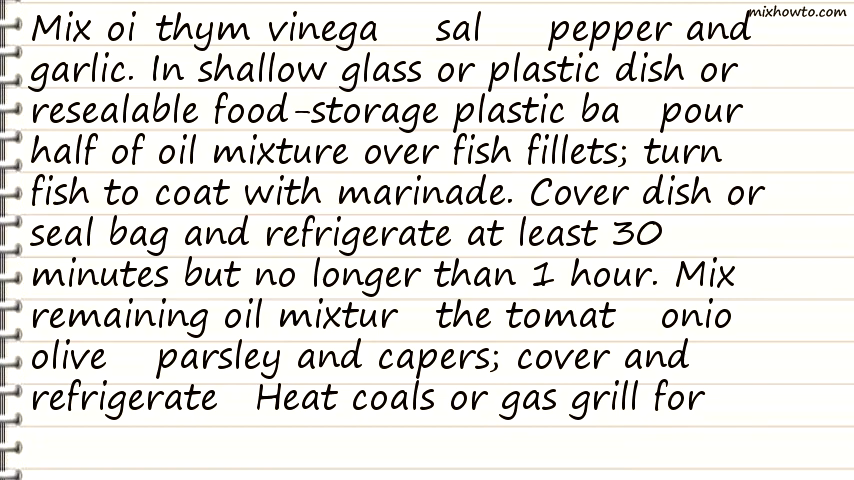 mixhowto.com
Mix oi thym vinega sal pepper and
garlic. In shallow glass or plastic dish or
resealable food-storage plastic ba pour
half of oil mixture over fish fillets; turn
fish to coat with marinade. Cover dish or
seal bag and refrigerate at least 30
minutes but no longer than 1 hour. Mix
remaining oil mixtur the tomat onio
olive parsley and capers; cover and
refrigerate Heat coals or gas grill for